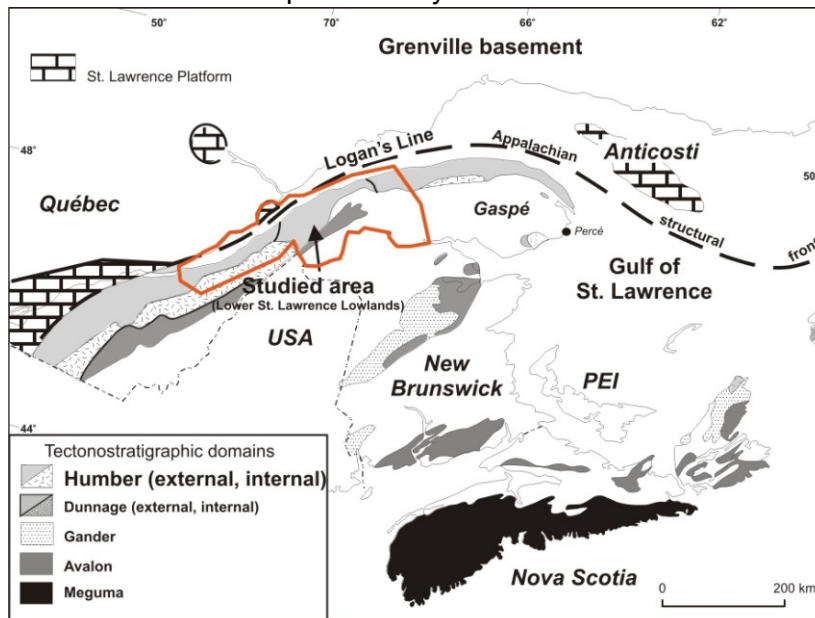 50°
70°
66°
62°
Grenville basement
St. Lawrence Platform
48°
Logan's Line
Appalachian
structural
front
Anticosti
50
Québec
Gaspé
Percé
Gulf of
St. Lawrence
Studied area
(Lower St. Lawrence Lowlands)
USA
New
Brunswick
PEI
44°
Tectonostratigraphic domains
Humber (external, internal)
Dunnage (external, internal)
Gander
Avalon
Meguma
Nova Scotia
0 200 km